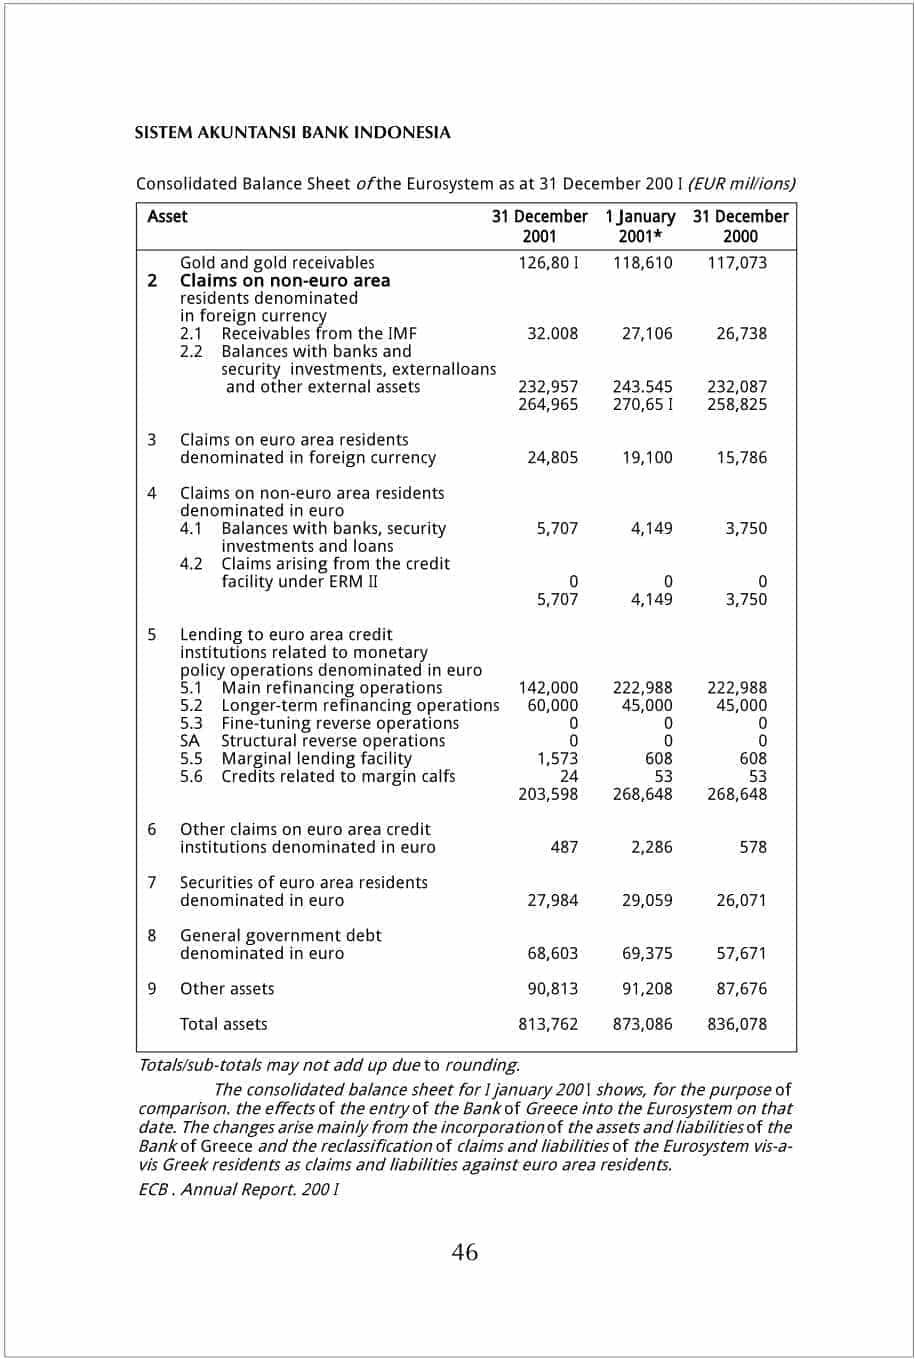 SISTEM AKUNTANSI BANK INDONESIA
Consolidated Balance Sheet of the Eurosystem as at 31 December 200 I (EUR mil/ions)
Asset 31 December 1 January 31 December
2001 2001* 2000
Gold and gold receivables 126,80 I 118,610 117,073
2 Claims on non-euro area
residents denominated
in foreign currency
2.1 Receivables from the IMF 32.008 27,106 26,738
2.2 Balances with banks and
security investments, externalloans
and other external assets 232,957 243.545 232,087
264,965 270,65 I 258,825
3 Claims on euro area residents
denominated in foreign currency 24,805 19,100 15,786
4 Claims on non-euro area residents
denominated in euro
4.1 Balances with banks, security 5,707 4,149 3,750
investments and loans
4.2 Claims arising from the credit
facility under ERM II 0 0 0
5,707 4,149 3,750
5 Lending to euro area credit
institutions related to monetary
policy operations denominated in euro
5.1 Main refinancing operations 142,000 222,988 222,988
5.2 Longer-term refinancing operations 60,000 45,000 45,000
5.3 Fine-tuning reverse operations 0 0 0
SA Structural reverse operations 0 0 0
5.5 Marginal lending facility 1,573 608 608
5.6 Credits related to margin calfs 24 53 53
203,598 268,648 268,648
6 Other claims on euro area credit
institutions denominated in euro 487 2,286 578
7 Securities of euro area residents
denominated in euro 27,984 29,059 26,071
8 General government debt
denominated in euro 68,603 69,375 57,671
9 Other assets 90,813 91,208 87,676
Total assets 813,762 873,086 836,078
Totals/sub-totals may not add up due to rounding.
The consolidated balance sheet for I january 200\ shows, for the purpose of
comparison. the effects of the entry of the Bank of Greece into the Eurosystem on that
date. The changes arise mainly from the incorporation of the assets and liabilities of the
Bank of Greece and the reclassification of claims and liabilities of the Eurosystem vis-a-
vis Greek residents as claims and liabilities against euro area residents.
ECB . Annual Report. 200 I
46